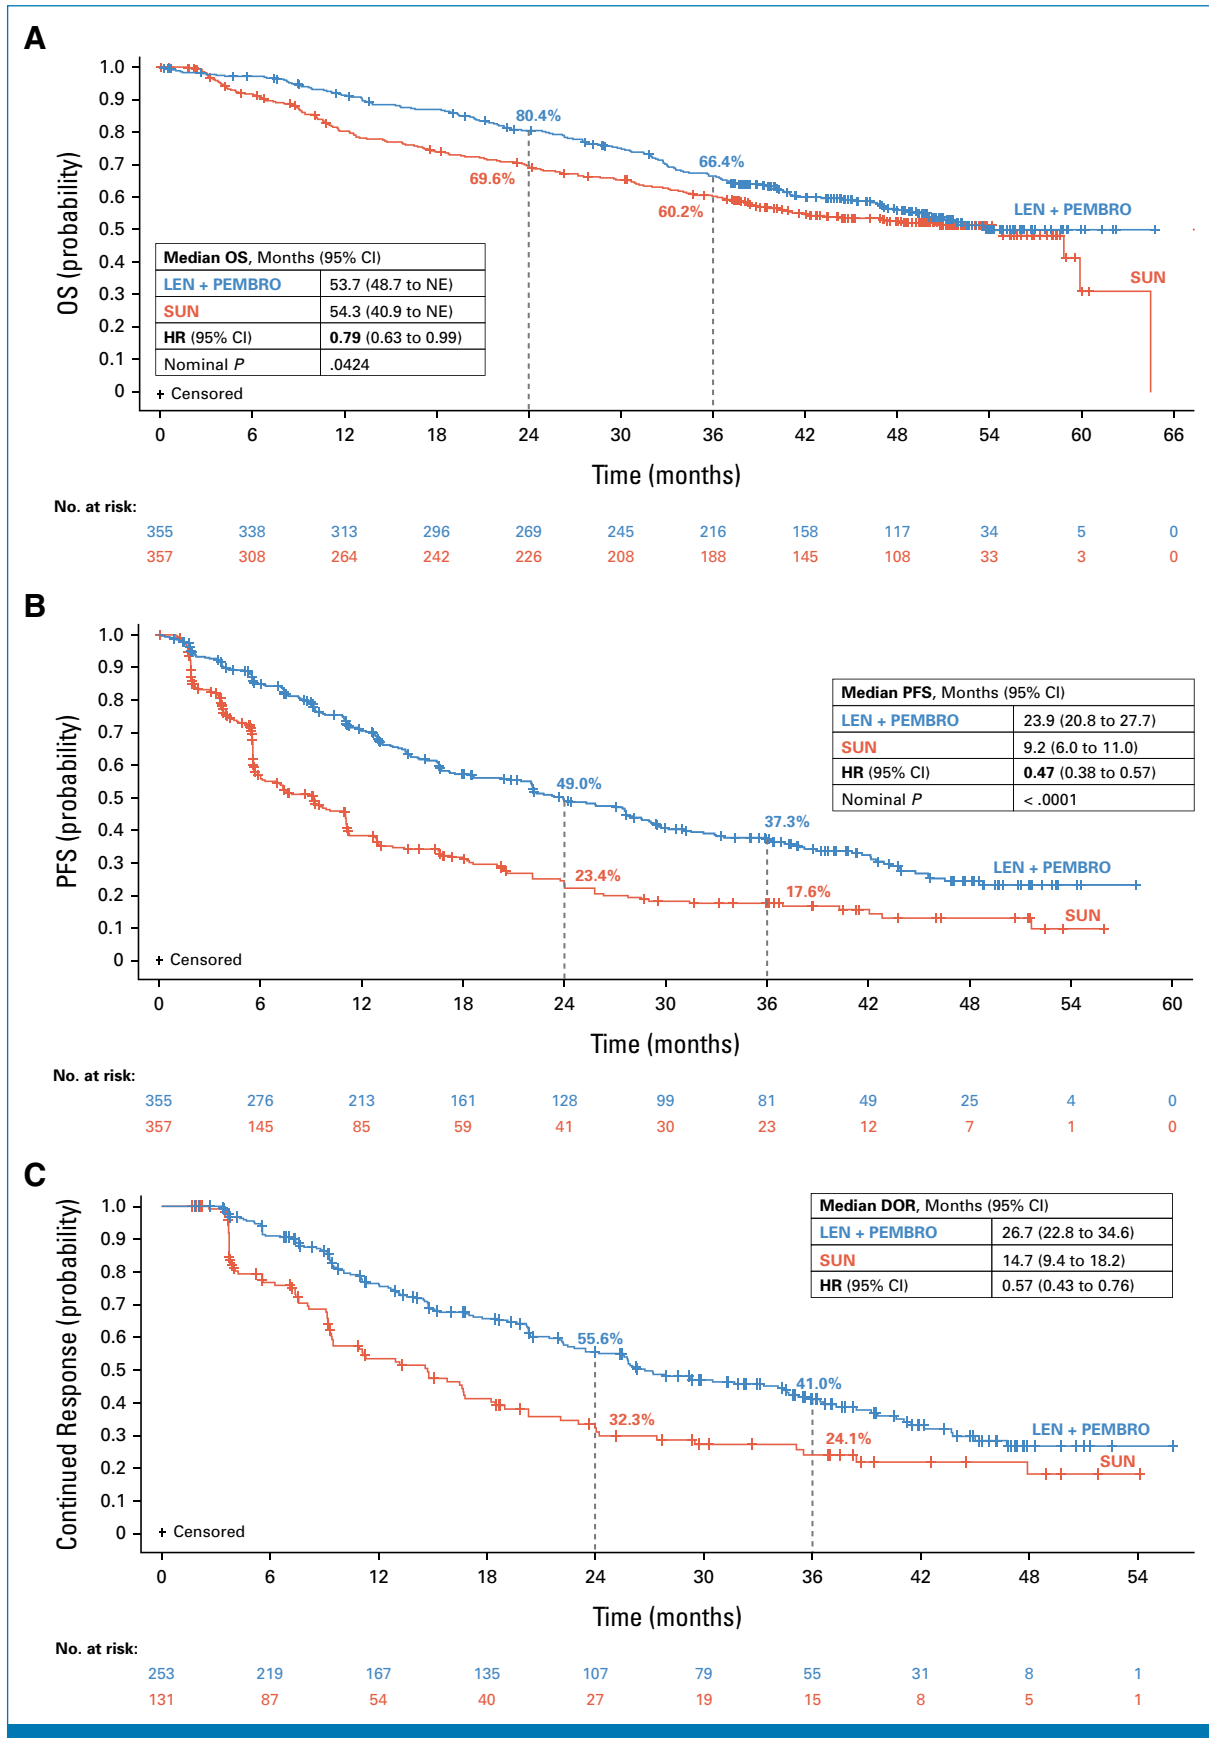 A
OS (probability)
1.0
0.9
0.8
0.7
0.6
0.5
0.4
0.3
0.2
0.1
0
80.4%
69.6%
66.4%
60.2%
LEN + PEMBRO
SUN
Median OS, Months (95% CI)
LEN + PEMBRO 53.7 (48.7 to NE)
SUN 54.3 (40.9 to NE)
HR (95% CI) 0.79 (0.63 to 0.99)
Nominal P .0424
+ Censored
0 6 12 18 24 30 36 42 48 54 60 66
Time (months)
No. at risk:
355 338 313 296 269 245 216 158 117 34 5 0
357 308 264 242 226 208 188 145 108 33 3 0
B
PFS (probability)
1.0
0.9
0.8
0.7
0.6
0.5
0.4
0.3
0.2
0.1
0
Median PFS, Months (95% CI)
LEN + PEMBRO 23.9 (20.8 to 27.7)
SUN 9.2 (6.0 to 11.0)
HR (95% CI) 0.47 (0.38 to 0.57)
Nominal P < .0001
49.0%
37.3%
23.4%
17.6%
LEN + PEMBRO
SUN
+ Censored
0 6 12 18 24 30 36 42 48 54 60
Time (months)
No. at risk:
355 276 213 161 128 99 81 49 25 4 0
357 145 85 59 41 30 23 12 7 1 0
C
Continued Response (probability)
1.0
0.9
0.8
0.7
0.6
0.5
0.4
0.3
0.2
0.1
0
Median DOR, Months (95% CI)
LEN + PEMBRO 26.7 (22.8 to 34.6)
SUN 14.7 (9.4 to 18.2)
HR (95% CI) 0.57 (0.43 to 0.76)
55.6%
41.0%
32.3%
24.1%
LEN + PEMBRO
SUN
+ Censored
0 6 12 18 24 30 36 42 48 54
Time (months)
No. at risk:
253 219 167 135 107 79 55 31 8 1
131 87 54 40 27 19 15 8 5 1